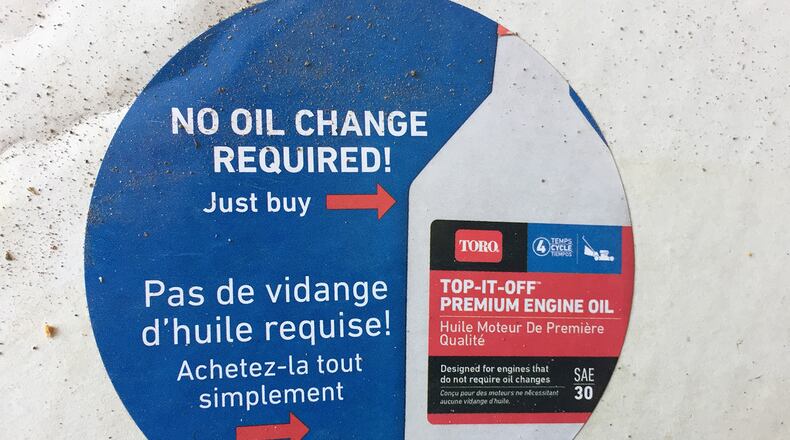 NO OIL CHANGE
REQUIRED!
Just buy
Pas de vidange
d'huile requise!
Achetez-la tout
simplement
TORO.
4 TEMPS
CYCLE
TIEMPOS
TOP-IT-OFF™
PREMIUM ENGINE OIL
Huile Moteur De Première
Qualité
Designed for engines that
do not require oil changes
Conçu pour des moteurs ne nécessitant
aucune vidange d'huile.
SAE
30